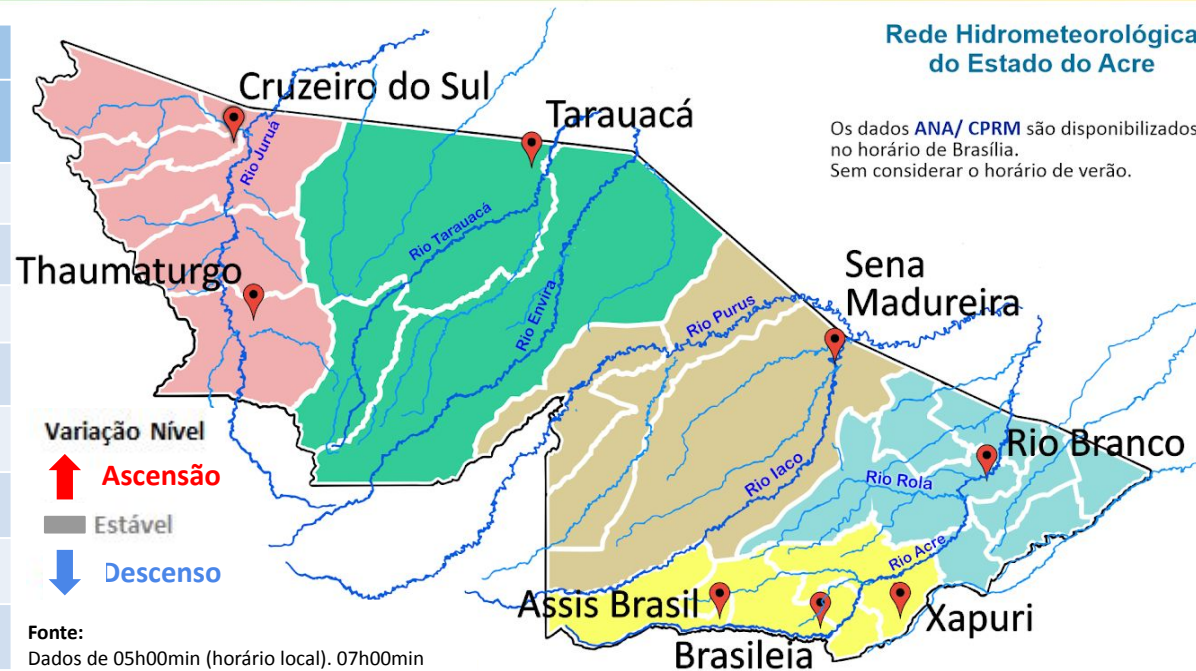 Rede Hidrometeorológica
do Estado do Acre
Os dados ANA/ CPRM são disponibilizados
no horário de Brasília.
Sem considerar o horário de verão.
Cruzeiro do Sul
Tarauacá
Rio Juruá
Rio Tarauacá
Thaumaturgo
Rio Envira
Sena
Madureira
Rio Purus
Variação Nível
Ascensão
Estável
Descenso
Rio Branco
Rio Iaco
Rio Rola
Rio Acre
Assis Brasil
Xapuri
Brasileia
Fonte:
Dados de 05h00min (horário local). 07h00min